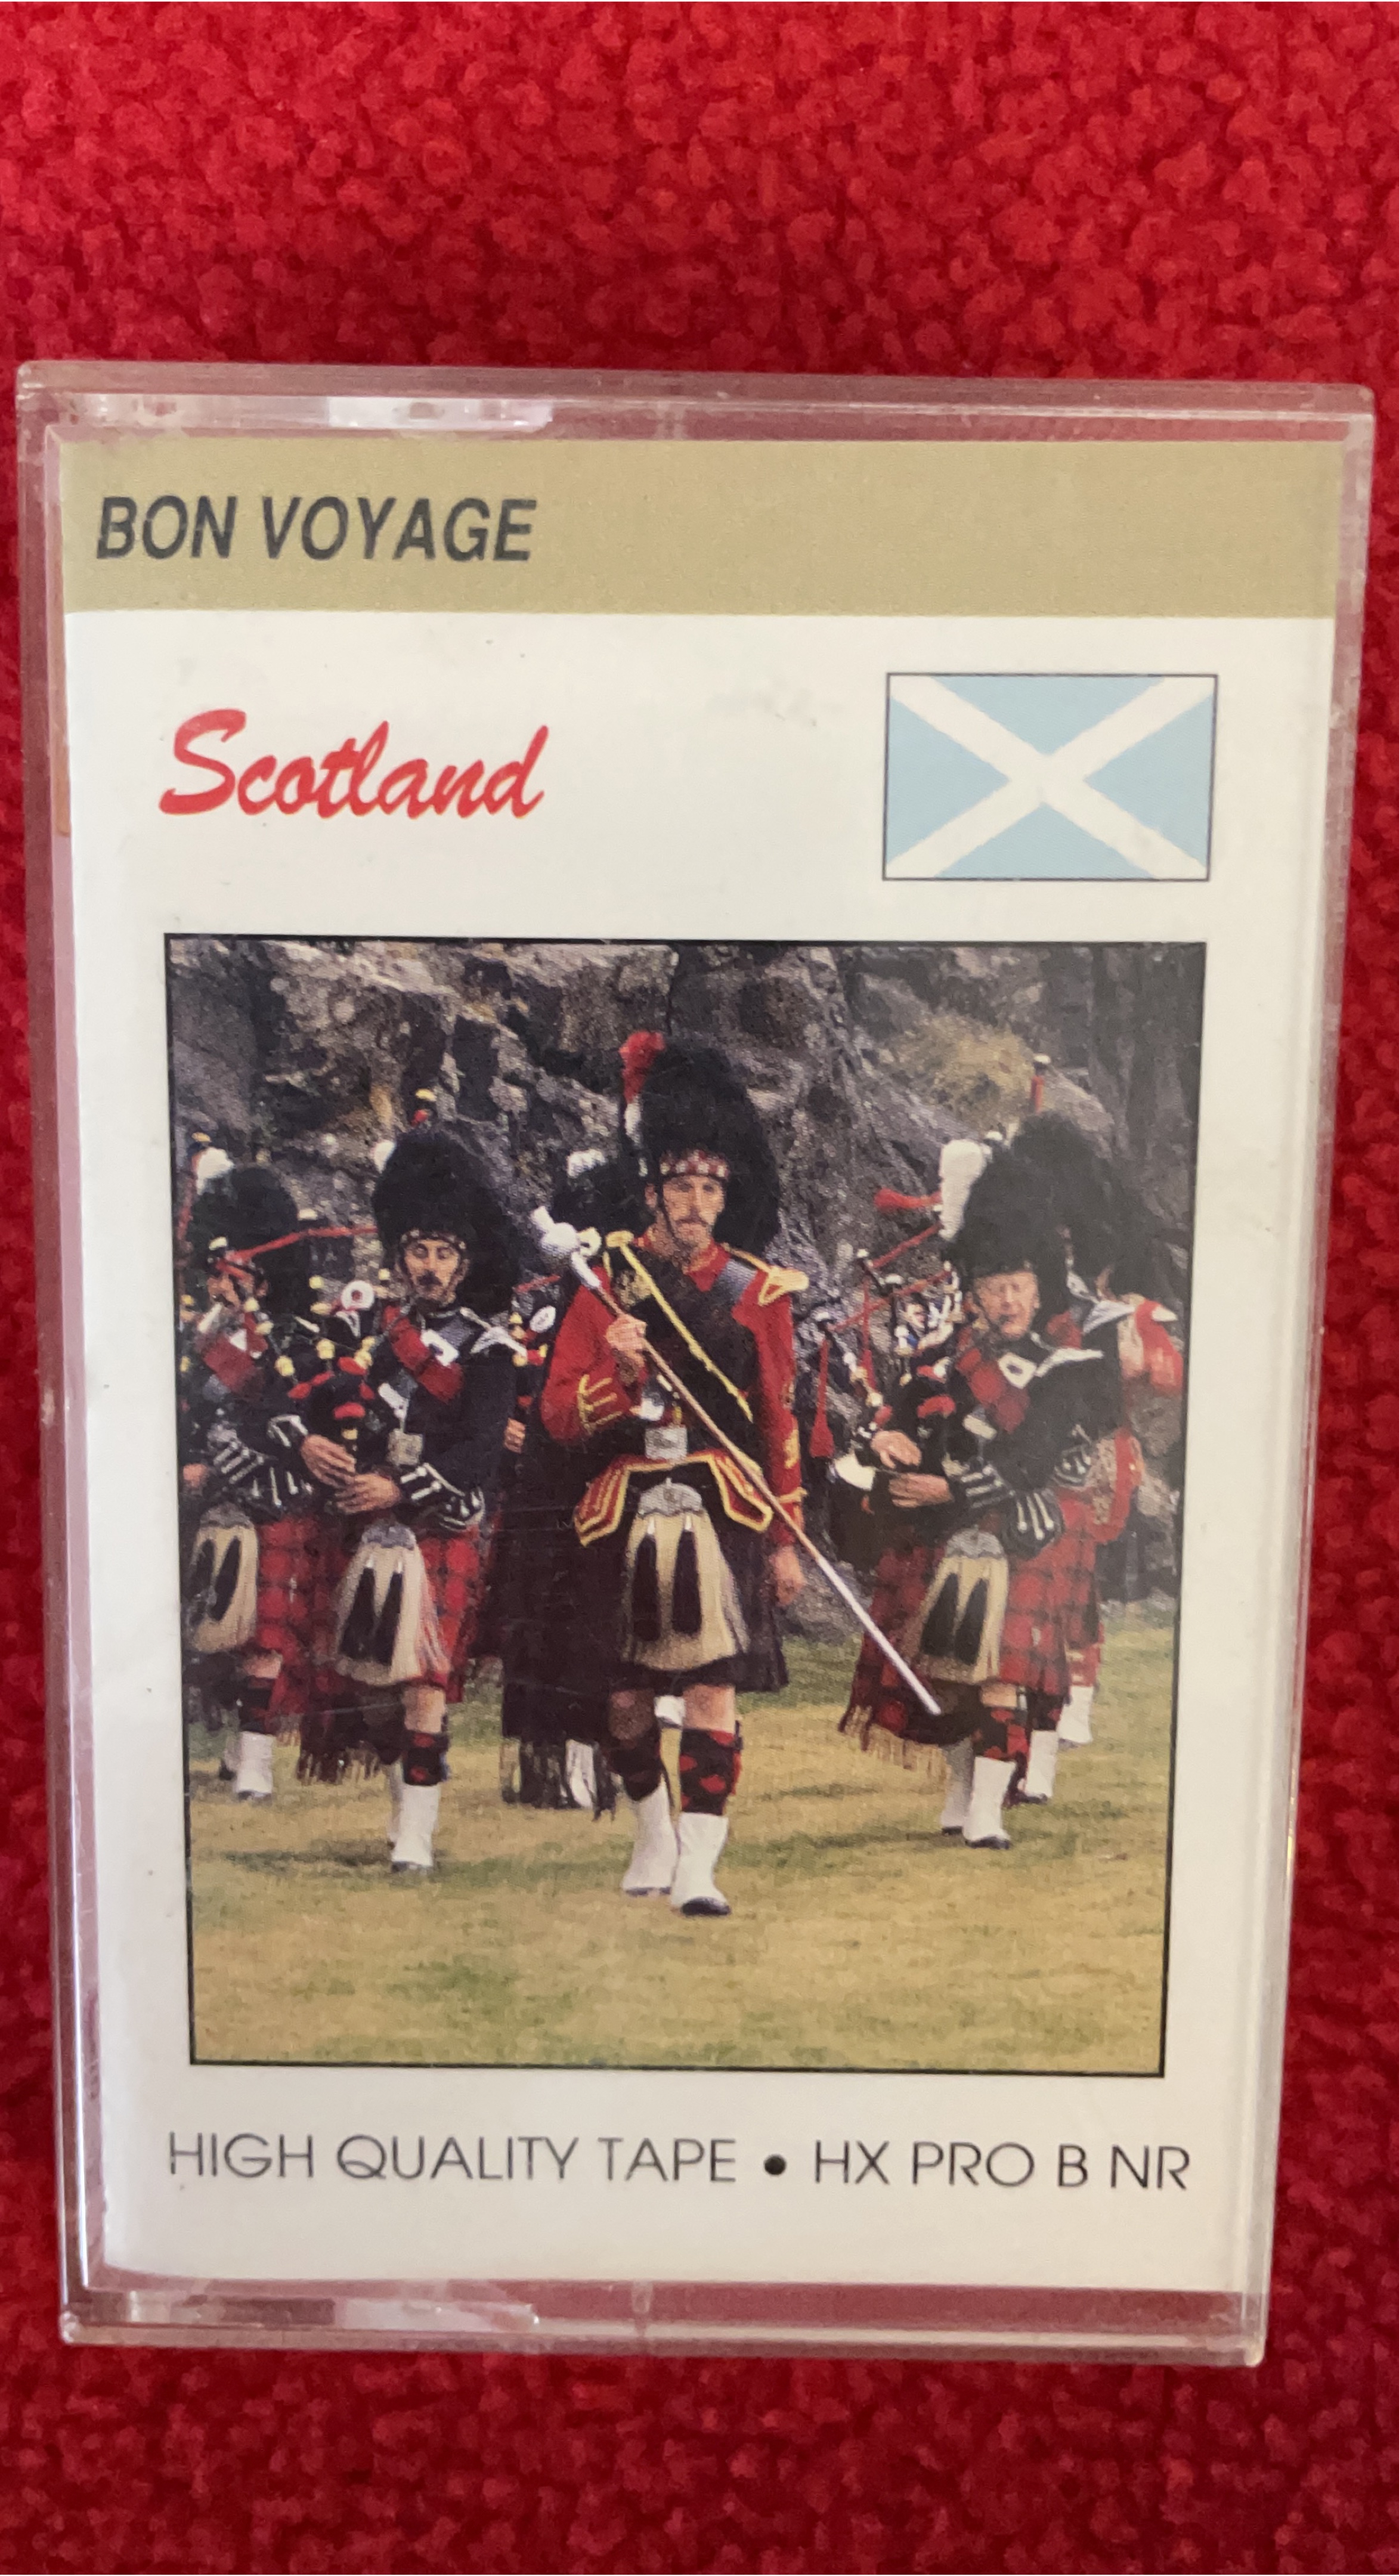 BON VOYAGE
Scotland
HIGH QUALITY TAPE • HX PRO B NR